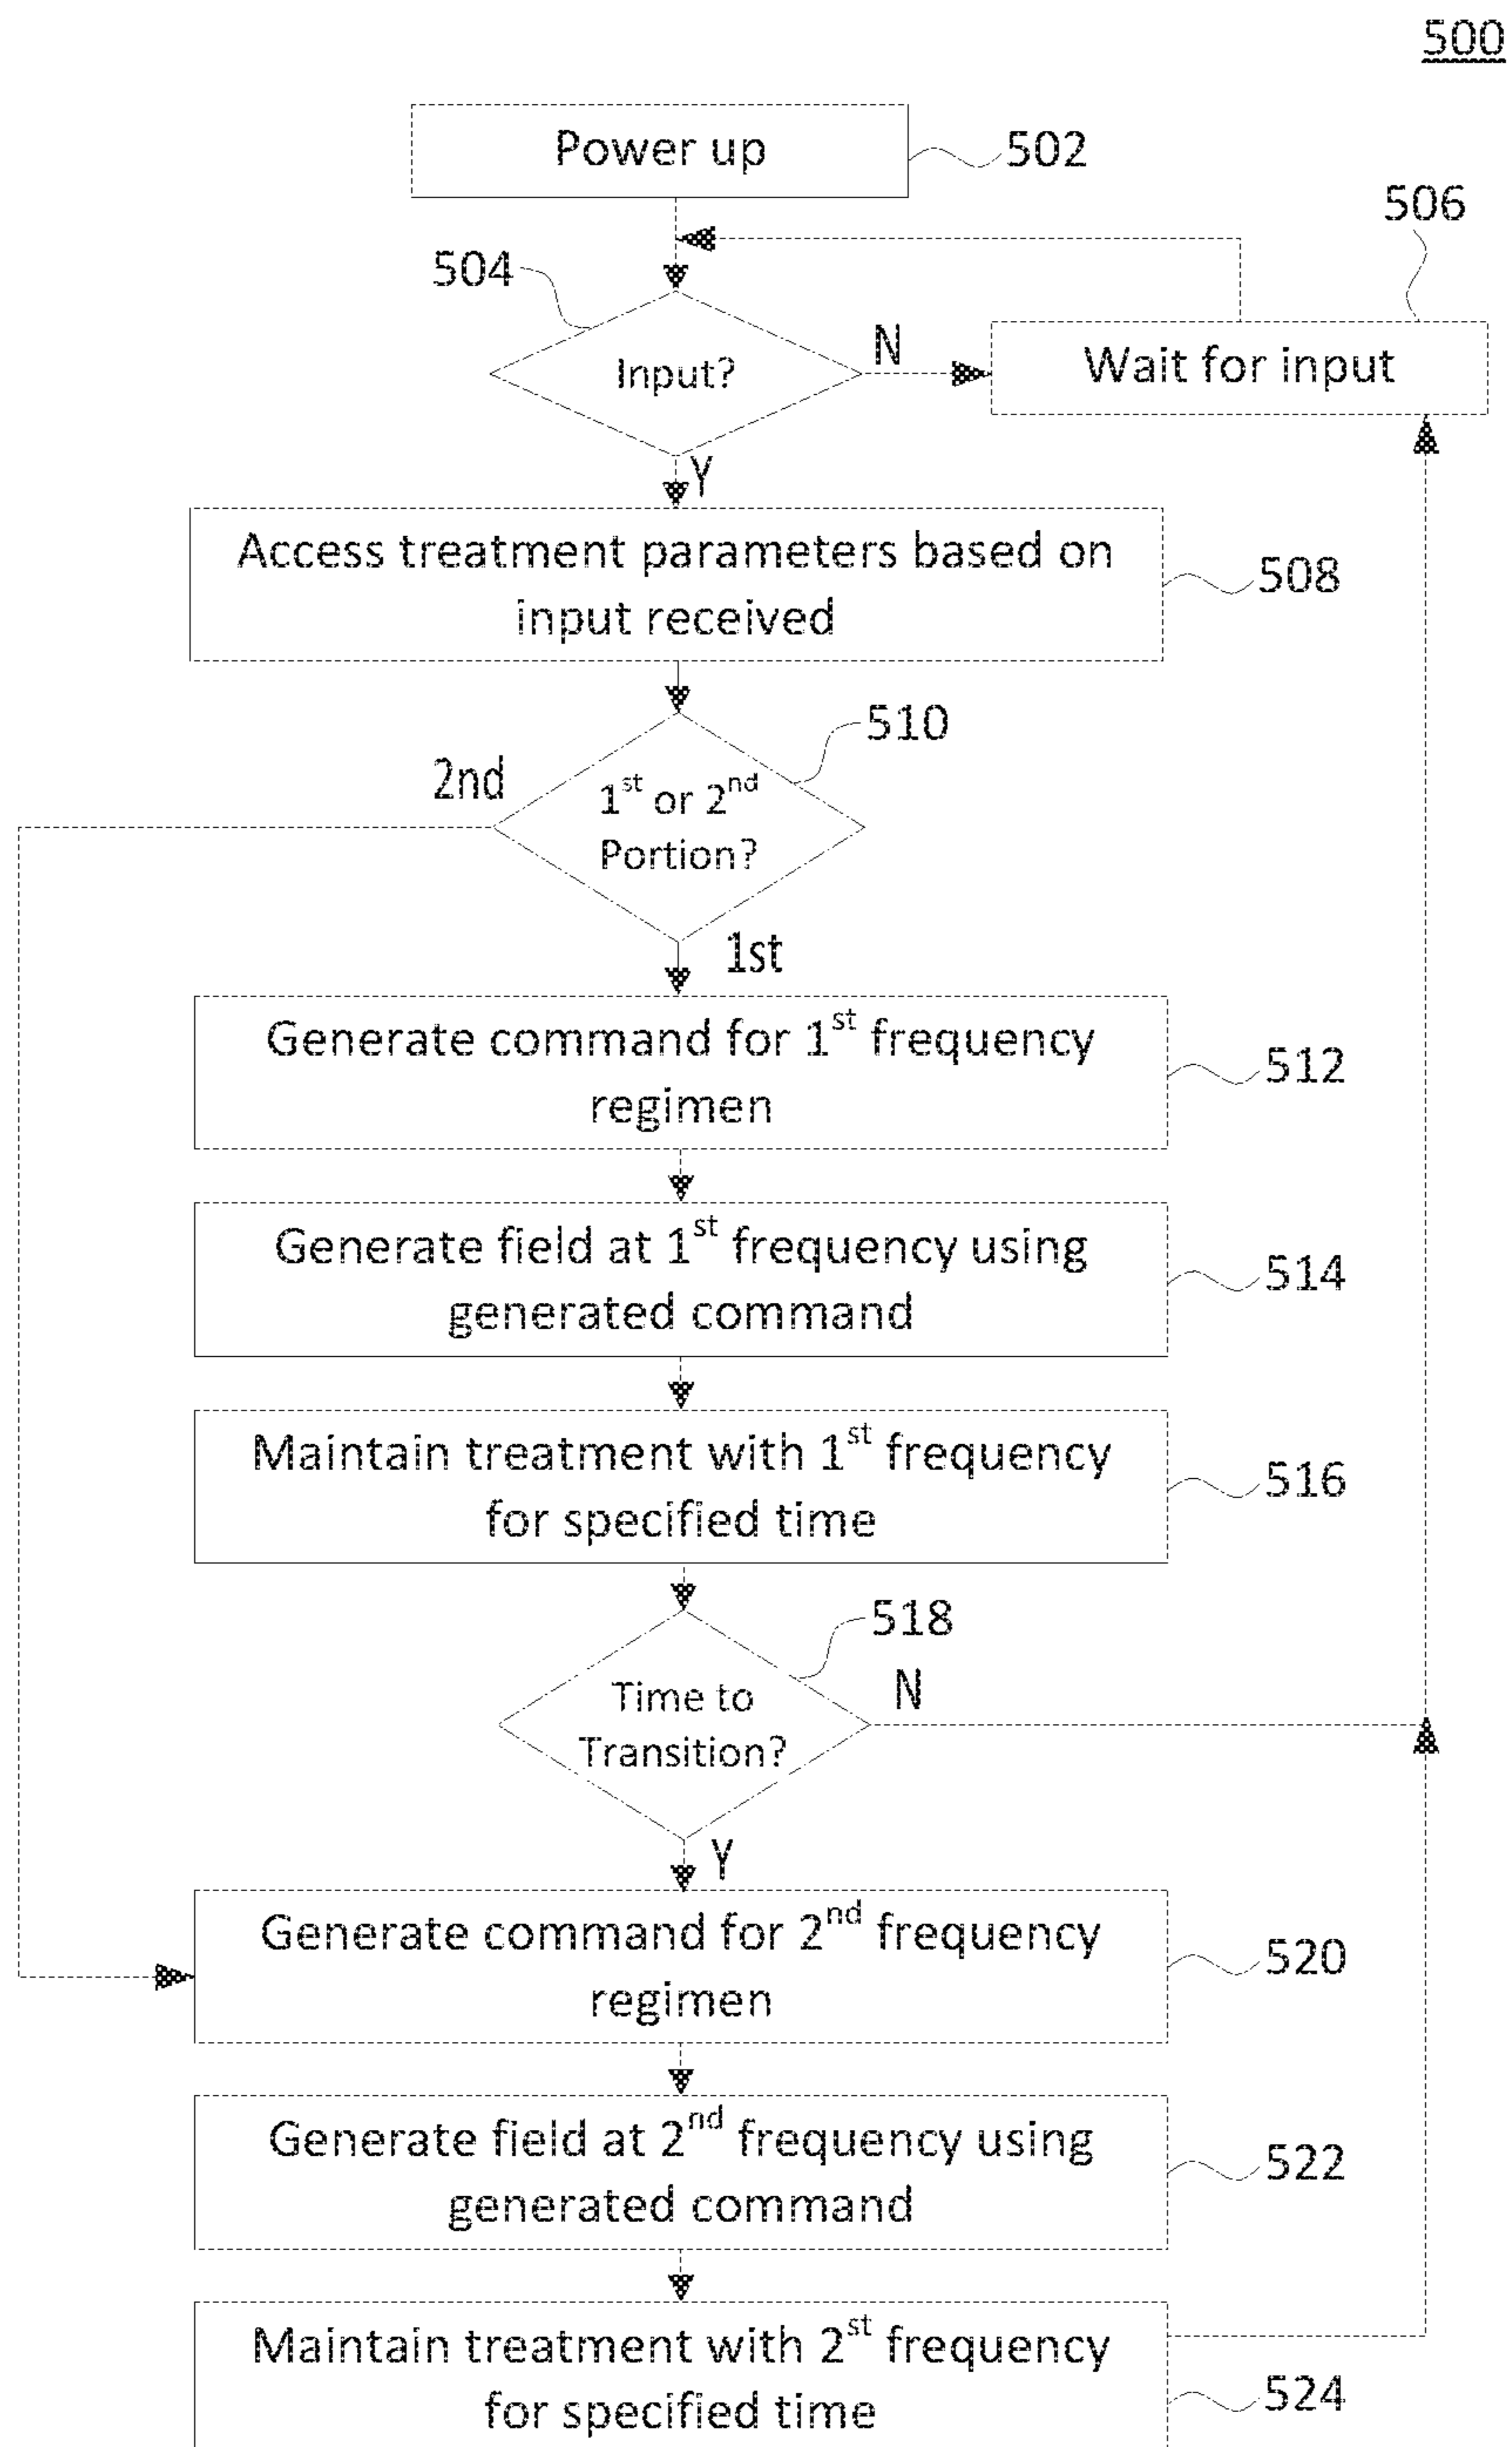 500
Power up
502
506
504
N
Input?
Wait for input
Y
Access treatment parameters based on
input received
508
510
2nd
1st or 2nd
Portion?
1st
Generate command for 1st frequency
regimen
512
Generate field at 1st frequency using
generated command
514
Maintain treatment with 1st frequency
for specified time
516
518
N
Time to
Transition?
Y
Generate command for 2nd frequency
regimen
520
Generate field at 2nd frequency using
generated command
522
Maintain treatment with 2st frequency
for specified time
524